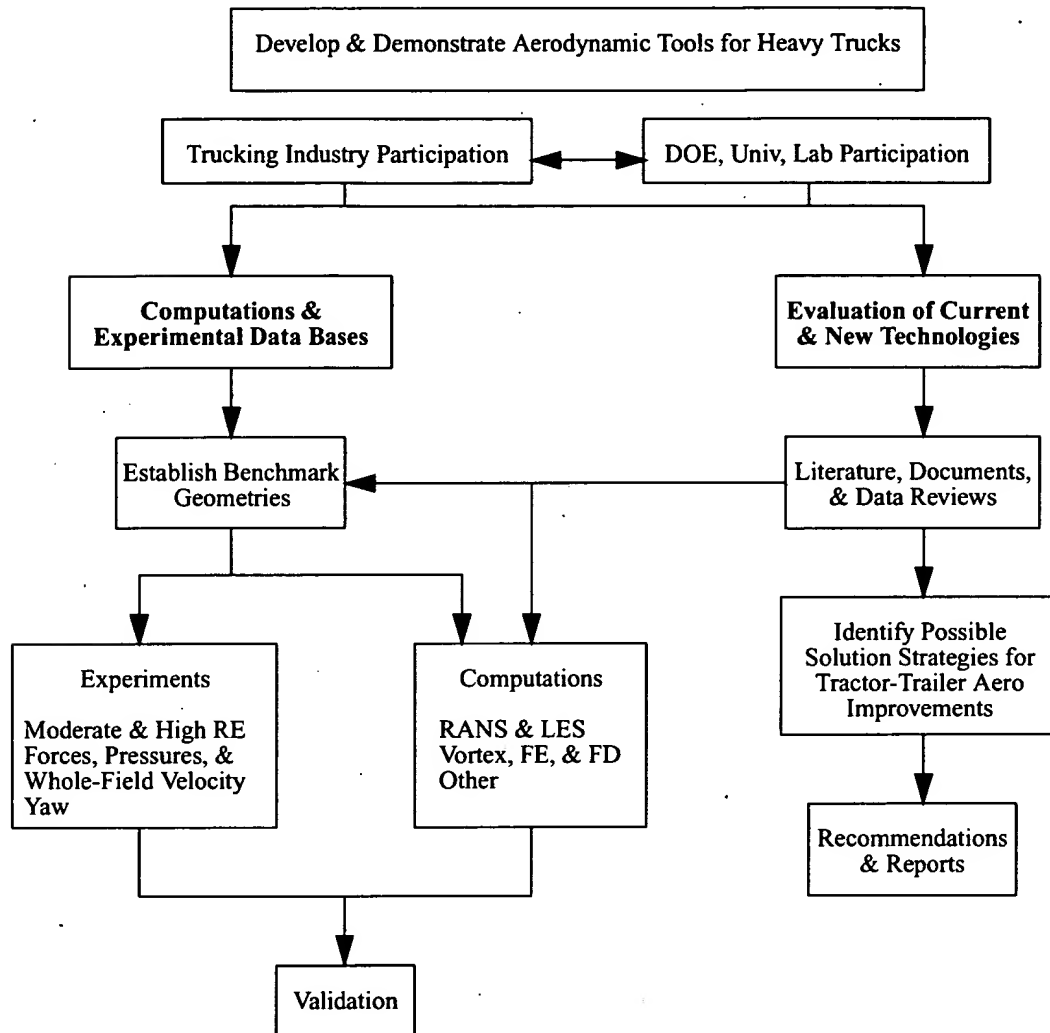 Develop & Demonstrate Aerodynamic Tools for Heavy Trucks
Trucking Industry Participation
DOE, Univ, Lab Participation
Computations &
Experimental Data Bases
Evaluation of Current
& New Technologies
Establish Benchmark
Geometries
Literature, Documents,
& Data Reviews
Experiments
Moderate & High RE
Forces, Pressures, &
Whole-Field Velocity
Yaw
Computations
RANS & LES
Vortex, FE, & FD
Other
Identify Possible
Solution Strategies for
Tractor-Trailer Aero
Improvements
Recommendations
& Reports
Validation